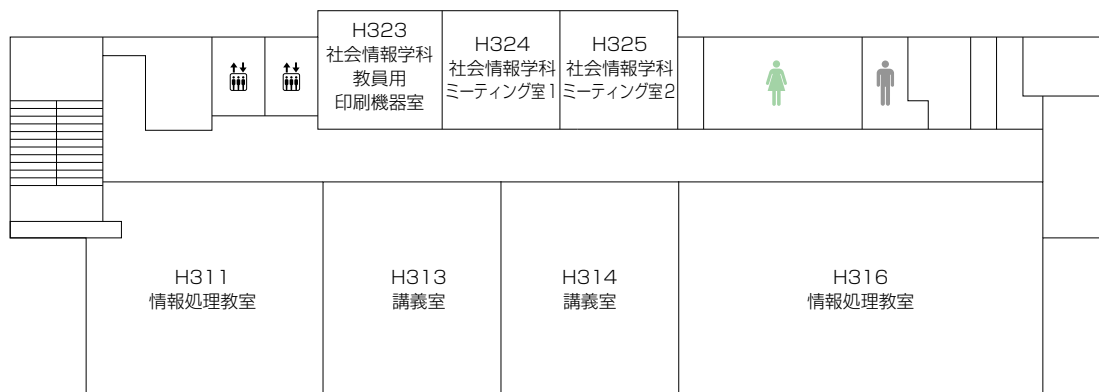 H323
社会情報学科
教員用
印刷機器室
H324
社会情報学科
ミーティング室1
H325
社会情報学科
ミーティング室2
H311
情報処理教室
H313
講義室
H314
講義室
H316
情報処理教室